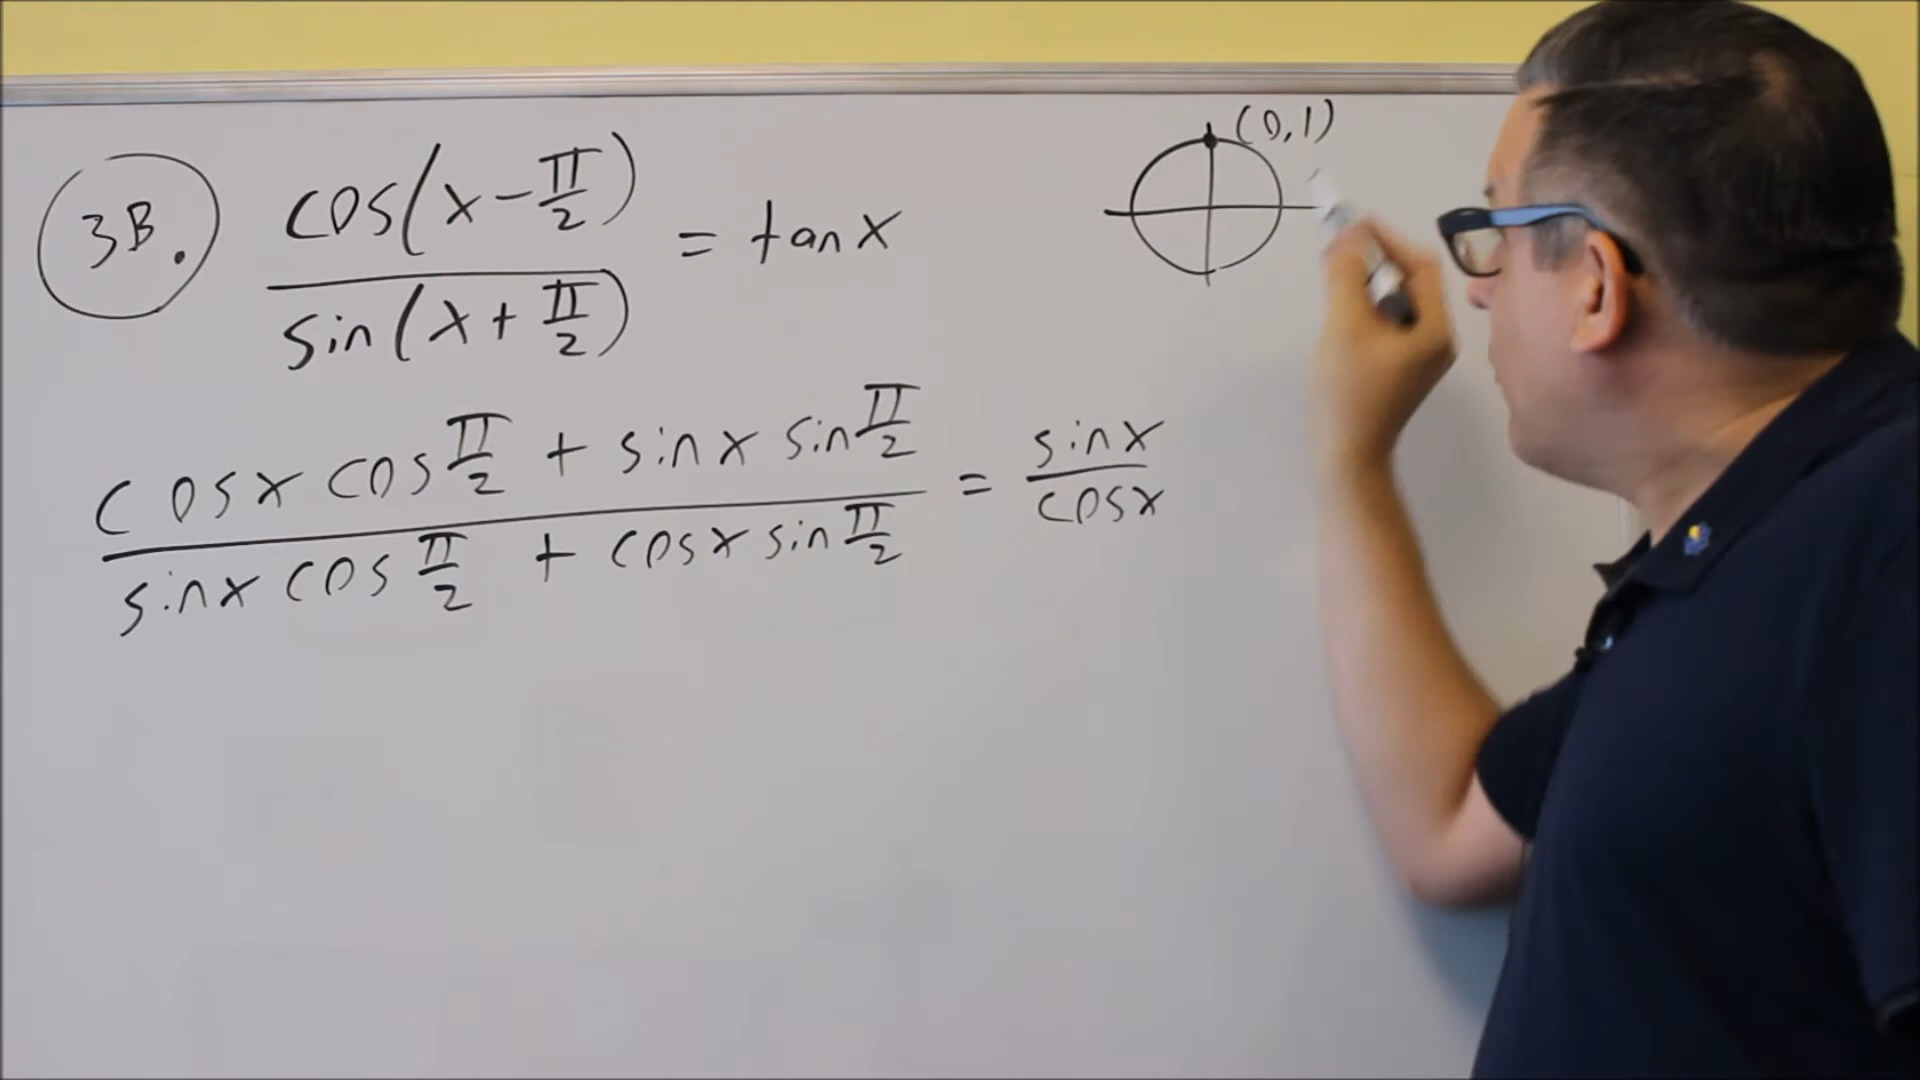 3B. cos(x - π/2) / sin(x + π/2) = tan x
(0,1)
cos x cos π/2 + sin x sin π/2 / sin x cos π/2 + cos x sin π/2 = sin x / cos x